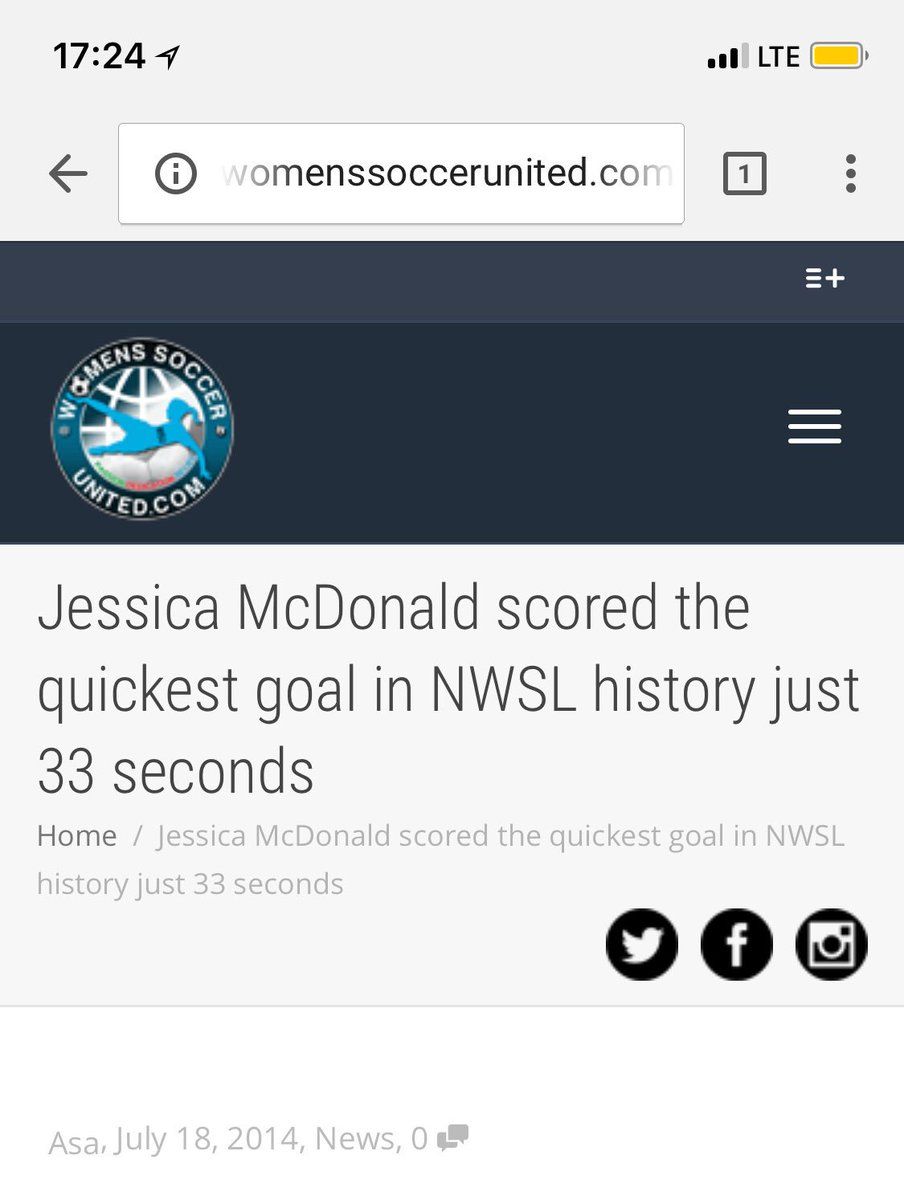 17:24
LTE
womenssoccerunited.com
1
WOMENS SOCCER
UNITED.COM
Jessica McDonald scored the
quickest goal in NWSL history just
33 seconds
Home / Jessica McDonald scored the quickest goal in NWSL
history just 33 seconds
Asa, July 18, 2014, News, 0